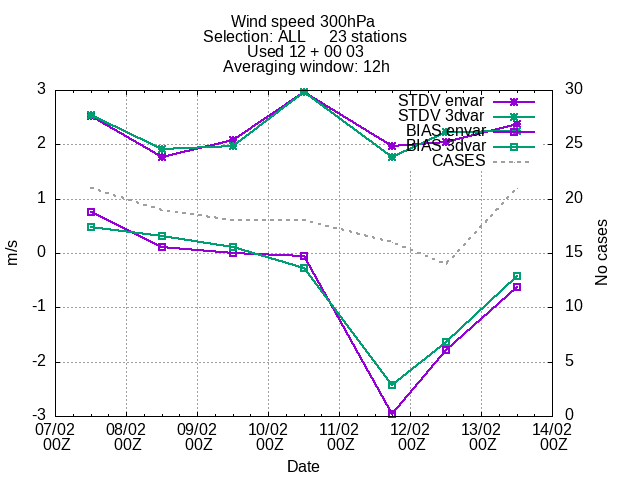 Wind speed 300hPa
Selection: ALL 23 stations
Used 12 + 00 03
Averaging window: 12h
3
2
1
0
-1
-2
-3
m/s
30
25
20
15
10
5
0
No cases
STDV envar
STDV 3dvar
BIAS envar
BIAS 3dvar
CASES
07/02 08/02 09/02 10/02 11/02 12/02 13/02 14/02
00Z 00Z 00Z 00Z 00Z 00Z 00Z 00Z
Date